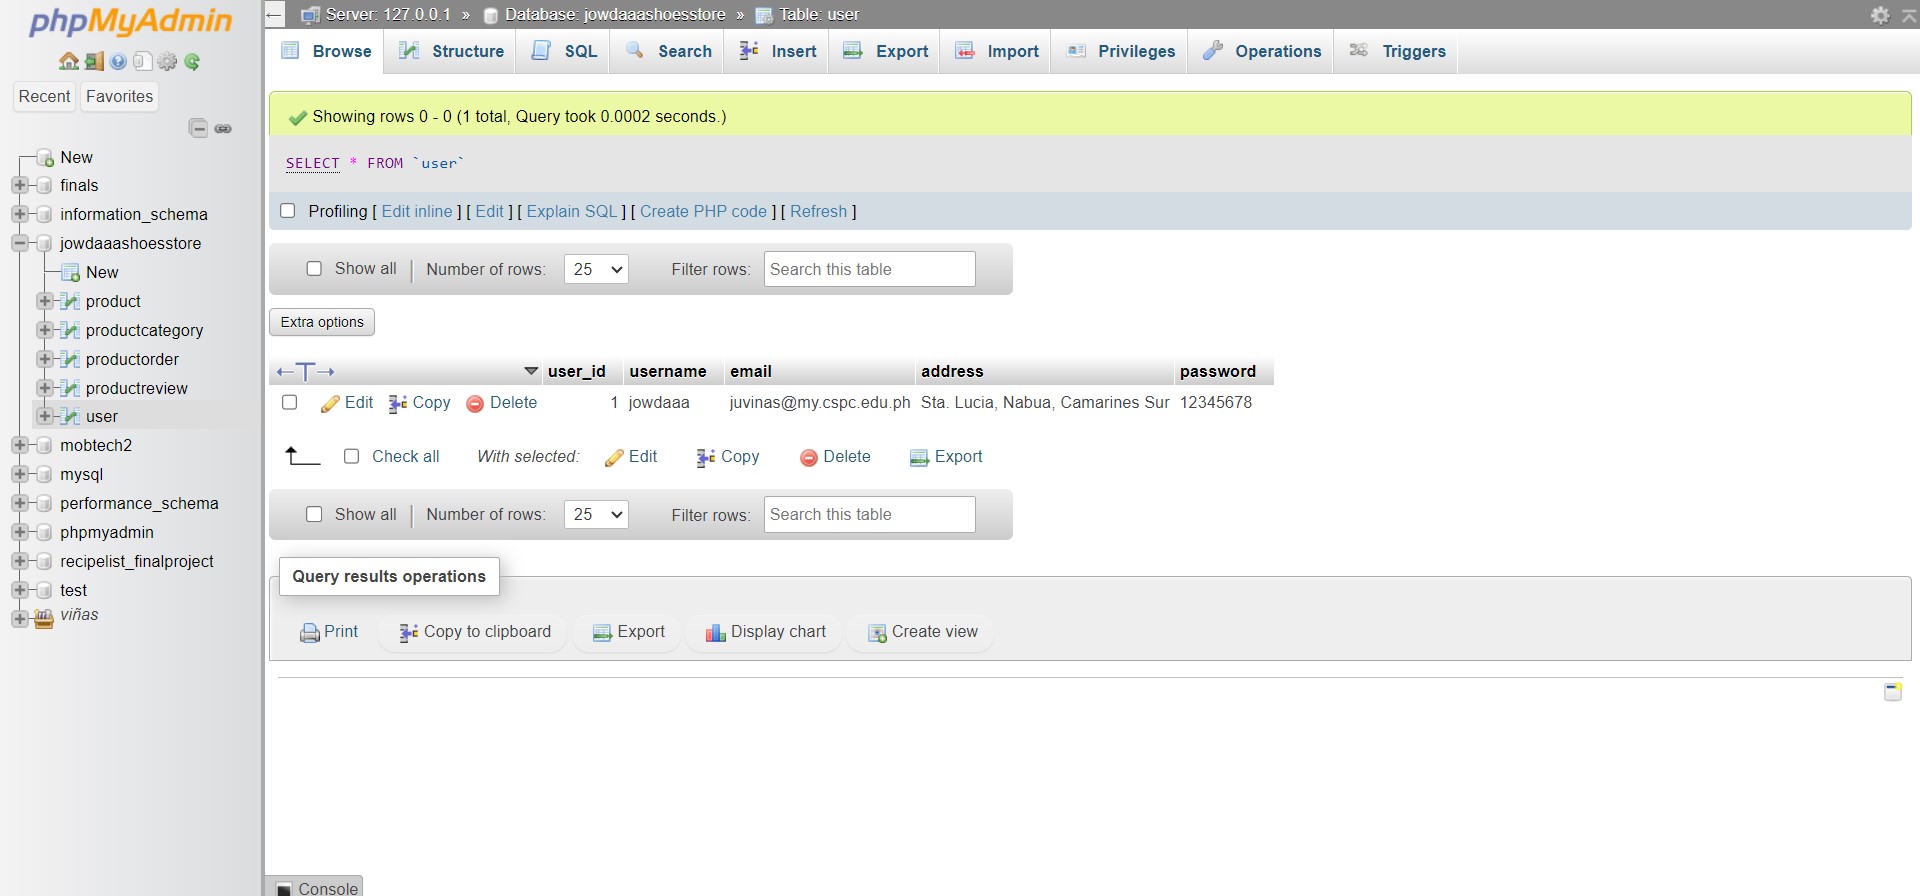 phpMyAdmin
Recent Favorites
New
finals
information_schema
jowdaaashoesstore
New
product
productcategory
productorder
productreview
user
mobtech2
mysql
performance_schema
phpmyadmin
recipelist_finalproject
test
viñas
Server: 127.0.0.1 » Database: jowdaaashoesstore » Table: user
Browse Structure SQL Search Insert Export Import Privileges Operations Triggers
Showing rows 0 - 0 (1 total, Query took 0.0002 seconds.)
SELECT * FROM `user`
Profiling [ Edit inline ] [ Edit ] [ Explain SQL ] [ Create PHP code ] [ Refresh ]
Show all | Number of rows: 25 Filter rows: Search this table
Extra options
←T→ user_id username email address password
Edit Copy Delete 1 jowdaaa juvinas@my.cspc.edu.ph Sta. Lucia, Nabua, Camarines Sur 12345678
Check all With selected: Edit Copy Delete Export
Show all | Number of rows: 25 Filter rows: Search this table
Query results operations
Print Copy to clipboard Export Display chart Create view
Console